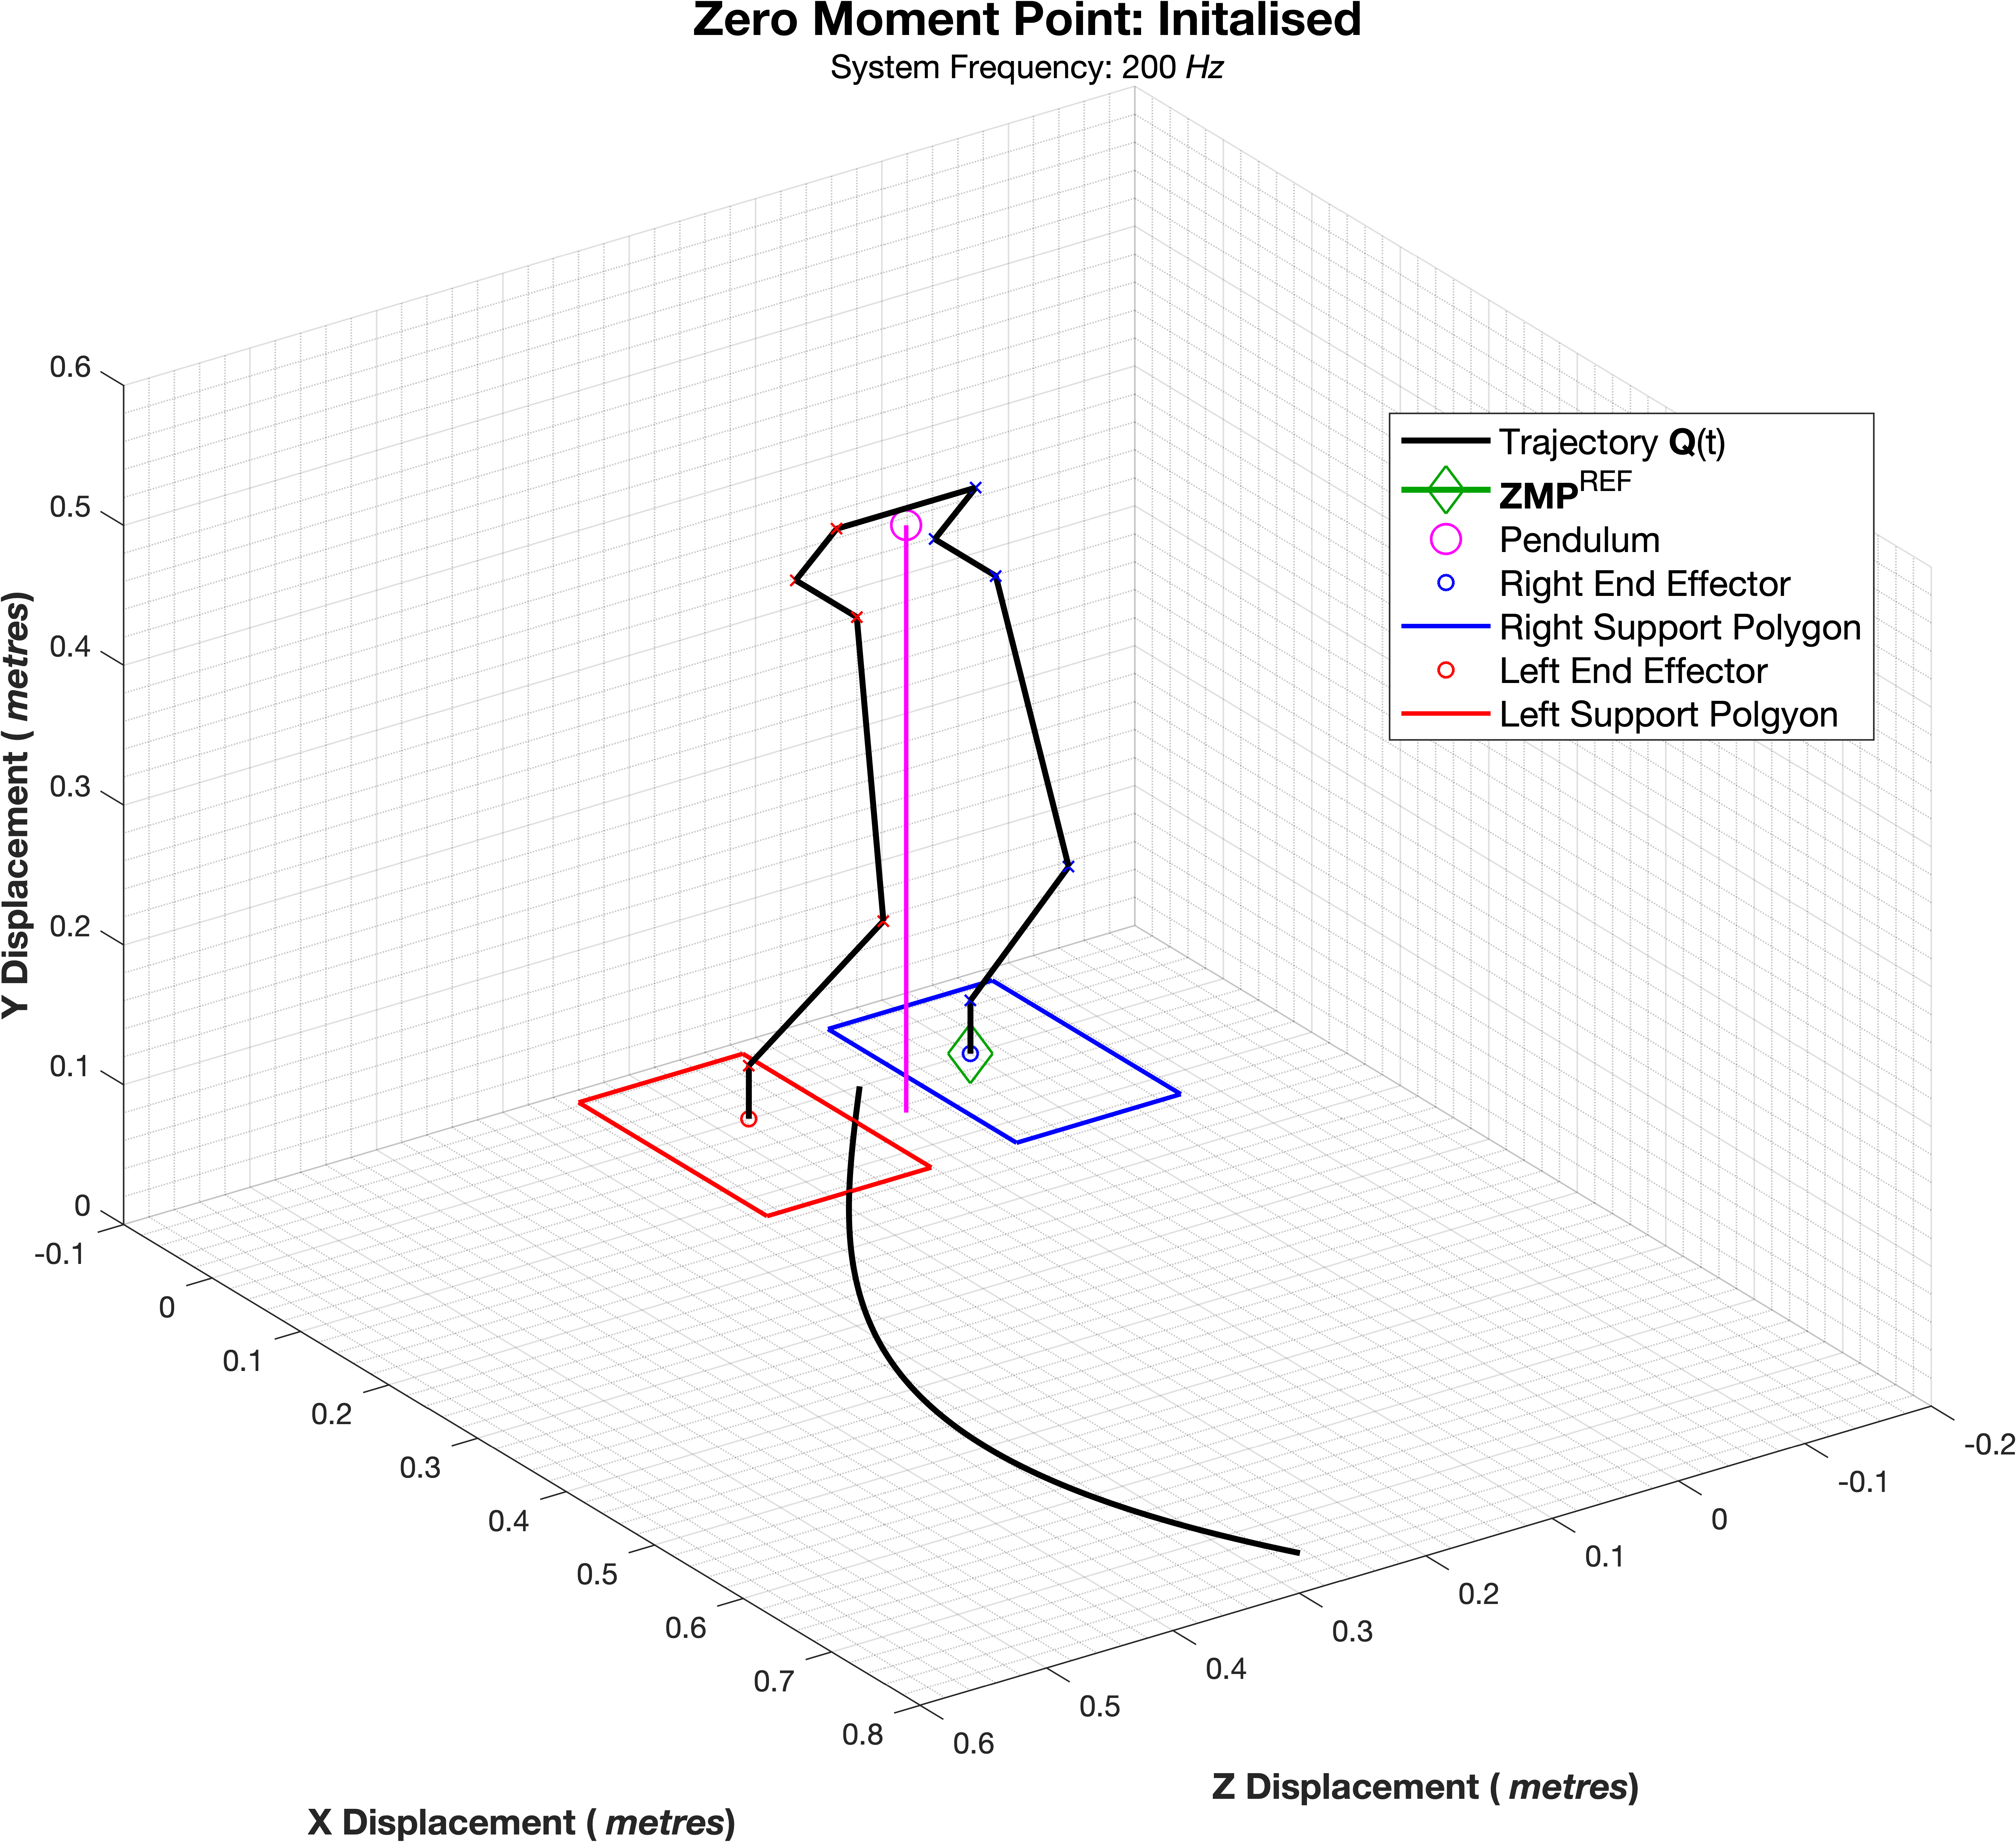 Zero Moment Point: Initalised
System Frequency: 200 Hz
Trajectory Q(t)
ZMP^REF
Pendulum
Right End Effector
Right Support Polygon
Left End Effector
Left Support Polgyon
Y Displacement ( metres)
0.6
0.5
0.4
0.3
0.2
0.1
0
X Displacement ( metres)
-0.1
0
0.1
0.2
0.3
0.4
0.5
0.6
0.7
0.8
Z Displacement ( metres)
0.6
0.5
0.4
0.3
0.2
0.1
0
-0.1
-0.2